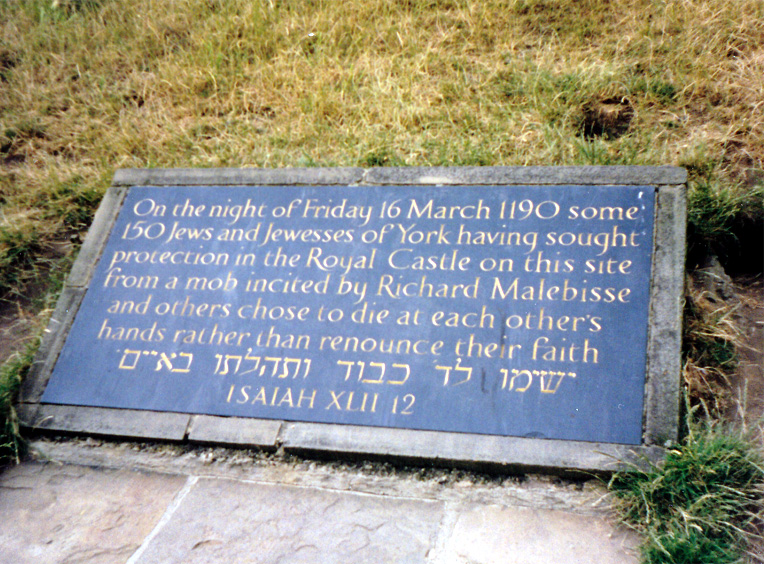 On the night of Friday 16 March 1190 some
150 Jews and Jewesses of York having sought
protection in the Royal Castle on this site
from a mob incited by Richard Malebisse
and others chose to die at each other's
hands rather than renounce their faith
ישימו לד כבוד ותהלתו באיים
ISAIAH XLII 12